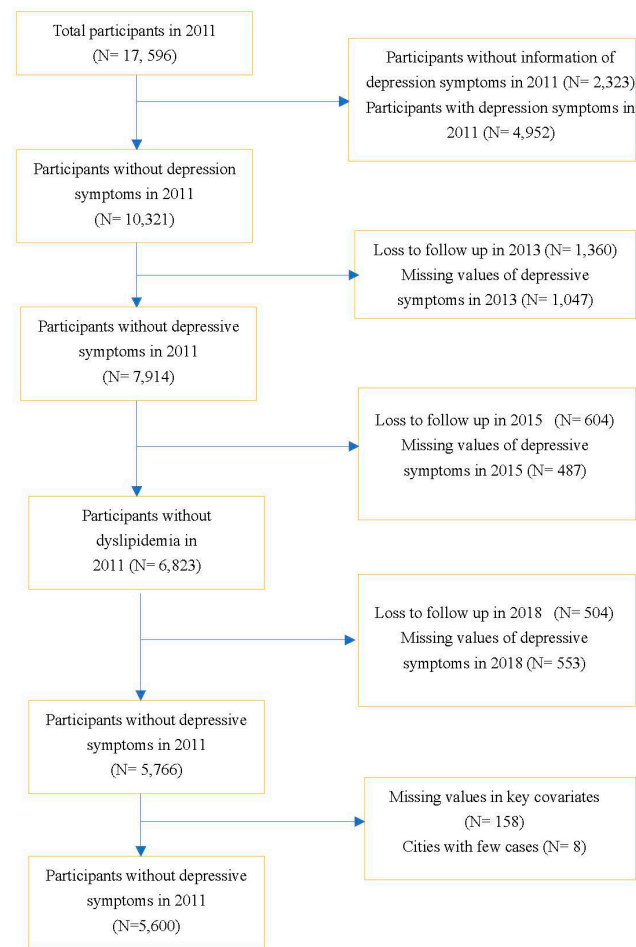 Total participants in 2011
(N= 17, 596)
Participants without information of
depression symptoms in 2011 (N= 2,323)
Participants with depression symptoms in
2011 (N= 4,952)
Participants without depression
symptoms in 2011
(N= 10,321)
Loss to follow up in 2013 (N= 1,360)
Missing values of depressive
symptoms in 2013 (N= 1,047)
Participants without depressive
symptoms in 2011
(N= 7,914)
Loss to follow up in 2015 (N= 604)
Missing values of depressive
symptoms in 2015 (N= 487)
Participants without
dyslipidemia in
2011 (N= 6,823)
Loss to follow up in 2018 (N= 504)
Missing values of depressive
symptoms in 2018 (N= 553)
Participants without depressive
symptoms in 2011
(N= 5,766)
Missing values in key covariates
(N= 158)
Cities with few cases (N= 8)
Participants without depressive
symptoms in 2011
(N=5,600)